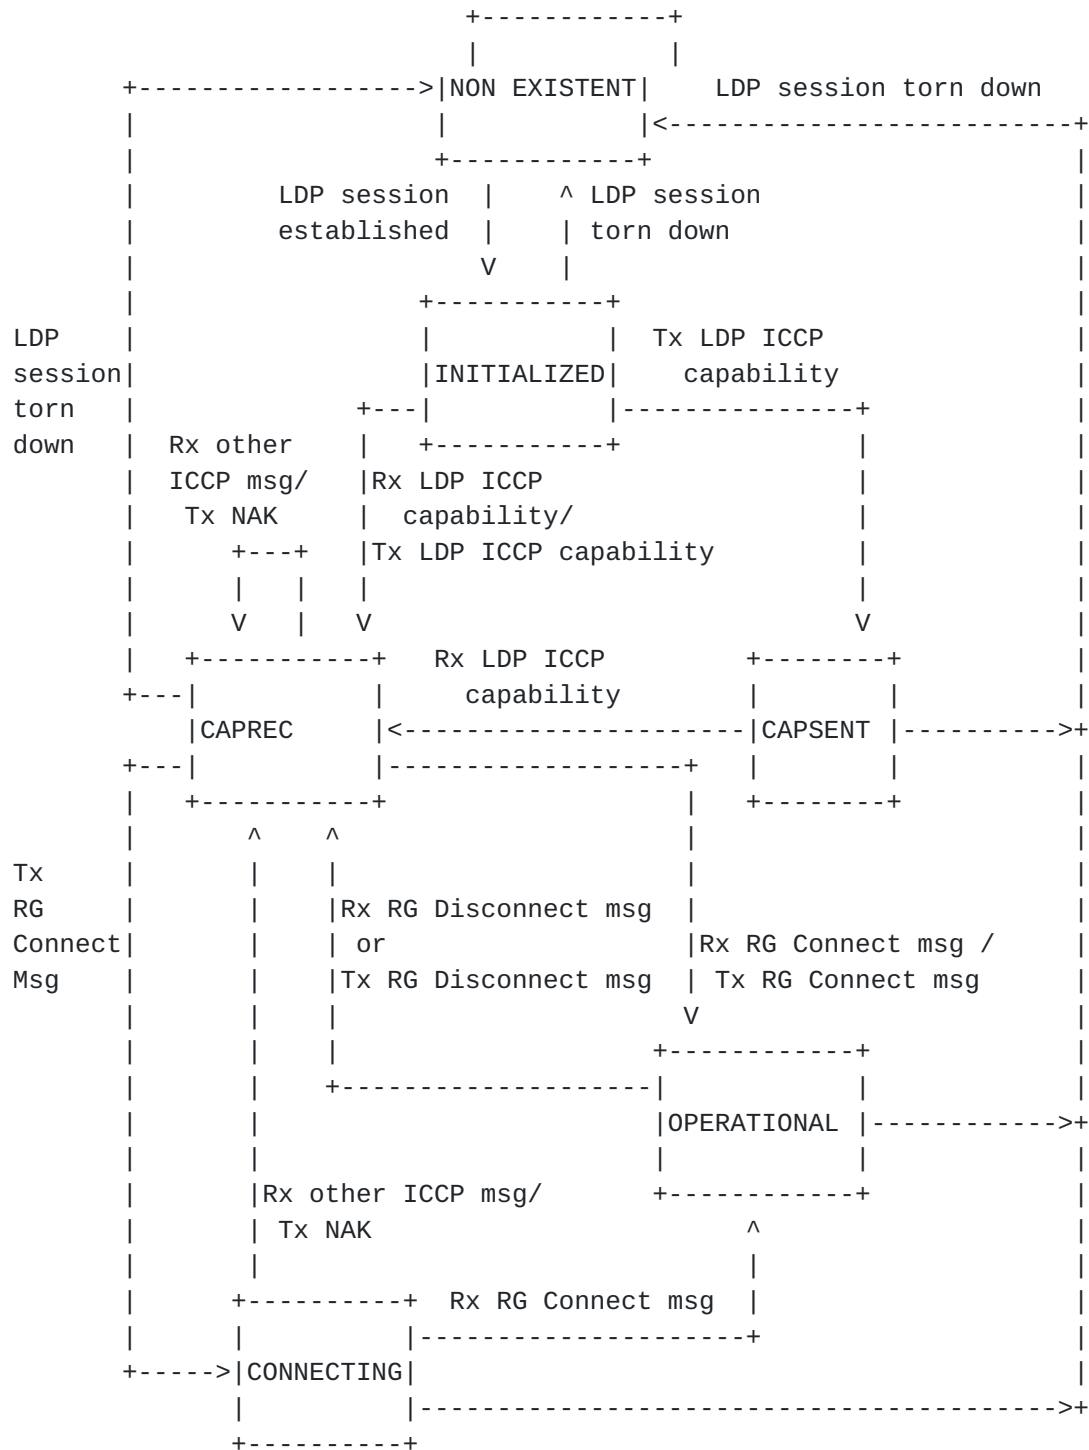 NON EXISTENT LDP session torn down
LDP session LDP session
established torn down
LDP Tx LDP ICCP
session INITIALIZED capability
torn
down Rx other
ICCP msg/ Rx LDP ICCP
Tx NAK capability/
Tx LDP ICCP capability
V V V
Rx LDP ICCP
capability
CAPREC CAPSENT
Tx
RG Rx RG Disconnect msg
Connect or Rx RG Connect msg /
Msg Tx RG Disconnect msg Tx RG Connect msg
V
OPERATIONAL
Rx other ICCP msg/
Tx NAK
Rx RG Connect msg
CONNECTING